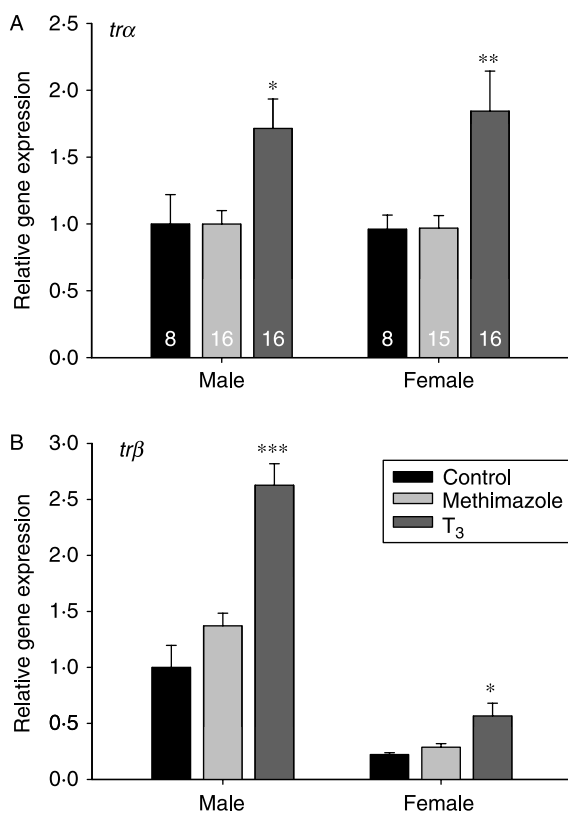 A
trα
2·5
2·0
1·5
1·0
0·5
0·0
Relative gene expression
*
**
8 16 16 8 15 16
Male Female
B
trβ
3·0
2·5
2·0
1·5
1·0
0·5
0·0
Relative gene expression
***
*
Control
Methimazole
T3
Male Female